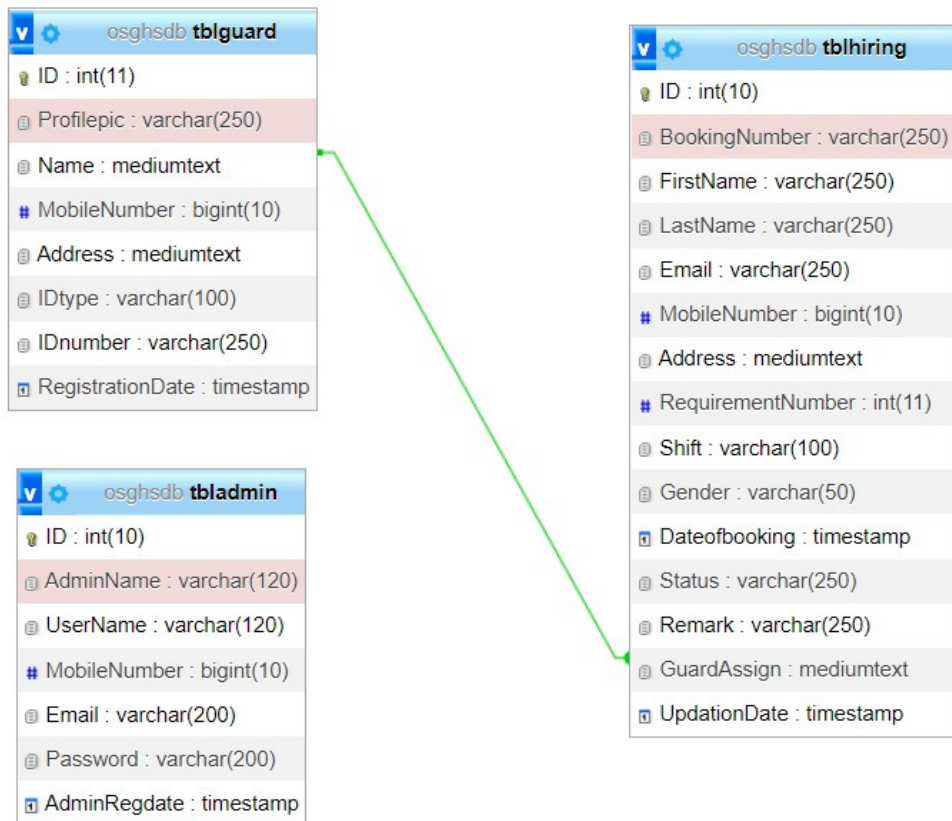 osghsdb tblguard
ID : int(11)
Profilepic : varchar(250)
Name : mediumtext
MobileNumber : bigint(10)
Address : mediumtext
IDtype : varchar(100)
IDnumber : varchar(250)
RegistrationDate : timestamp
osghsdb tbladmin
ID : int(10)
AdminName : varchar(120)
UserName : varchar(120)
MobileNumber : bigint(10)
Email : varchar(200)
Password : varchar(200)
AdminRegdate : timestamp
osghsdb tblhiring
ID : int(10)
BookingNumber : varchar(250)
FirstName : varchar(250)
LastName : varchar(250)
Email : varchar(250)
MobileNumber : bigint(10)
Address : mediumtext
RequirementNumber : int(11)
Shift : varchar(100)
Gender : varchar(50)
Dateofbooking : timestamp
Status : varchar(250)
Remark : varchar(250)
GuardAssign : mediumtext
UpdationDate : timestamp